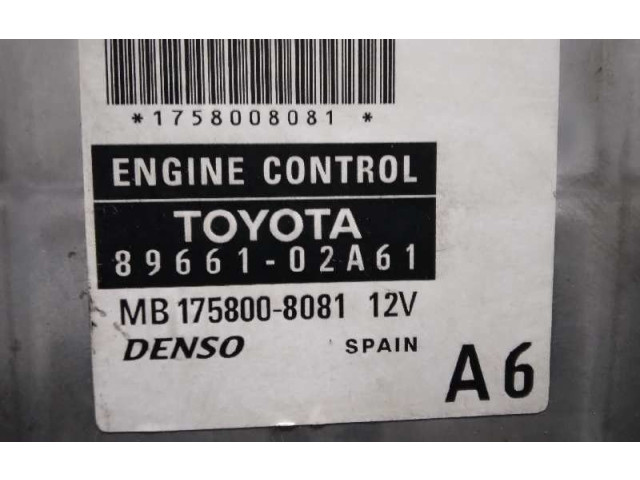 *1758008081*
ENGINE CONTROL
TOYOTA
89661-02A61
MB 175800-8081 12V
DENSO SPAIN
A6